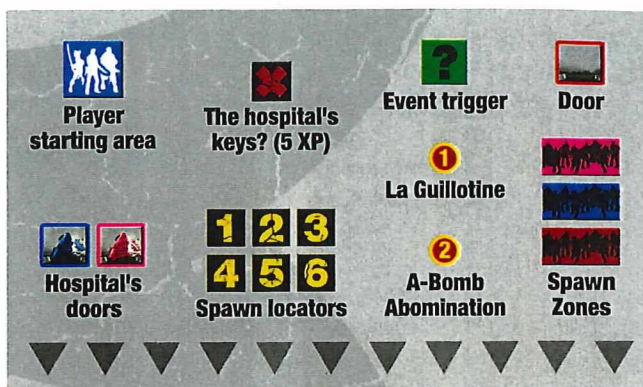 Player
starting area
The hospital's
keys? (5 XP)
?
Event trigger
Door
1
La Guillotine
Hospital's
doors
1 2 3
4 5 6
Spawn locators
2
A-Bomb
Abomination
Spawn
Zones